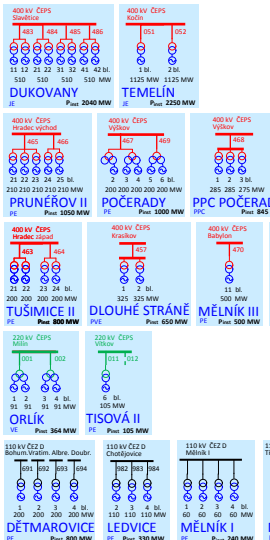 400 kV ČEPS
Slavětice
483 484 485 486
11 12 21 22 31 32 41 42 bl.
510 510 510 510 MW
DUKOVANY
JE Pinst 2040 MW
400 kV ČEPS
Kočín
051 052
1 bl. 2 bl.
1125 MW 1125 MW
TEMELÍN
JE Pinst 2250 MW
400 kV ČEPS
Hradec východ
465 466
21 22 23 24 25 bl.
210 210 210 210 210 MW
PRUNÉŘOV II
PE Pinst 1050 MW
400 kV ČEPS
Výškov
467 469
2 3 4 5 6 bl.
200 200 200 200 200 MW
POČERADY
PE Pinst 1000 MW
400 kV ČEPS
Výškov
468
1 2 3 bl.
285 285 275 MW
PPC POČERAD
PPC Pinst 845
400 kV ČEPS
Hradec západ
463 464
21 22 23 24 bl.
200 200 200 200 MW
TUŠIMICE II
PE Pinst 800 MW
400 kV ČEPS
Krasíkov
457
1 2 bl.
325 325 MW
DLOUHÉ STRÁNĚ
PVE Pinst 650 MW
400 kV ČEPS
Babylon
470
11 bl.
500 MW
MĚLNÍK III
PE Pinst 500 MW
220 kV ČEPS
Milín
001 002
1 2 3 4 bl.
91 91 91 91 MW
ORLÍK
VE Pinst 364 MW
220 kV ČEPS
Vítkov
011 012
6 bl.
105 MW
TISOVÁ II
PE Pinst 105 MW
110 kV ČEZ D
Bohum.Vratim. Albre. Doubr.
691 692 693 694
1 2 3 4 bl.
200 200 200 200 MW
DĚTMAROVICE
PE Pinst 800 MW
110 kV ČEZ D
Chotějovice
982 983 984
2 3 4 bl.
110 110 110 MW
LEDVICE
PE Pinst 330 MW
110 kV ČEZ D
Mělník I
1 2 3 4 bl.
60 60 60 60 MW
MĚLNÍK I
PE Pinst 240 MW